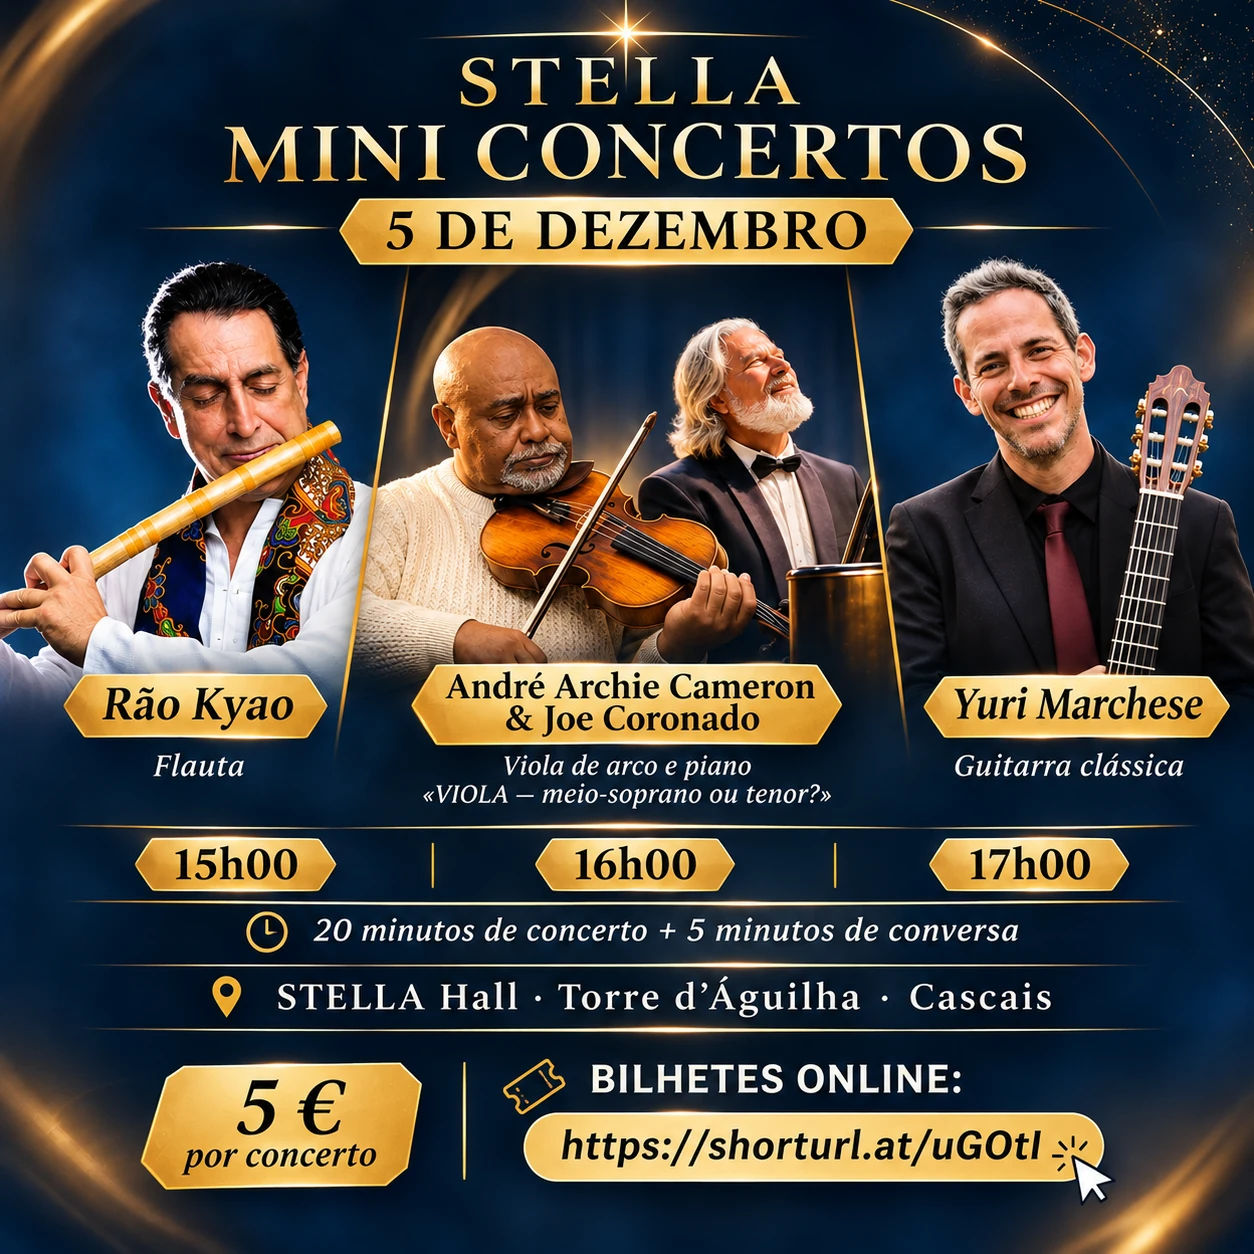 STELLA
MINI CONCERTOS
5 DE DEZEMBRO
Rão Kyao
Flauta
André Archie Cameron
& Joe Coronado
Viola de arco e piano
«VIOLA — meio-soprano ou tenor?»
Yuri Marchese
Guitarra clássica
15h00
16h00
17h00
20 minutos de concerto + 5 minutos de conversa
STELLA Hall · Torre d’Águilha · Cascais
5 €
por concerto
BILHETES ONLINE:
https://shorturl.at/uGOtI